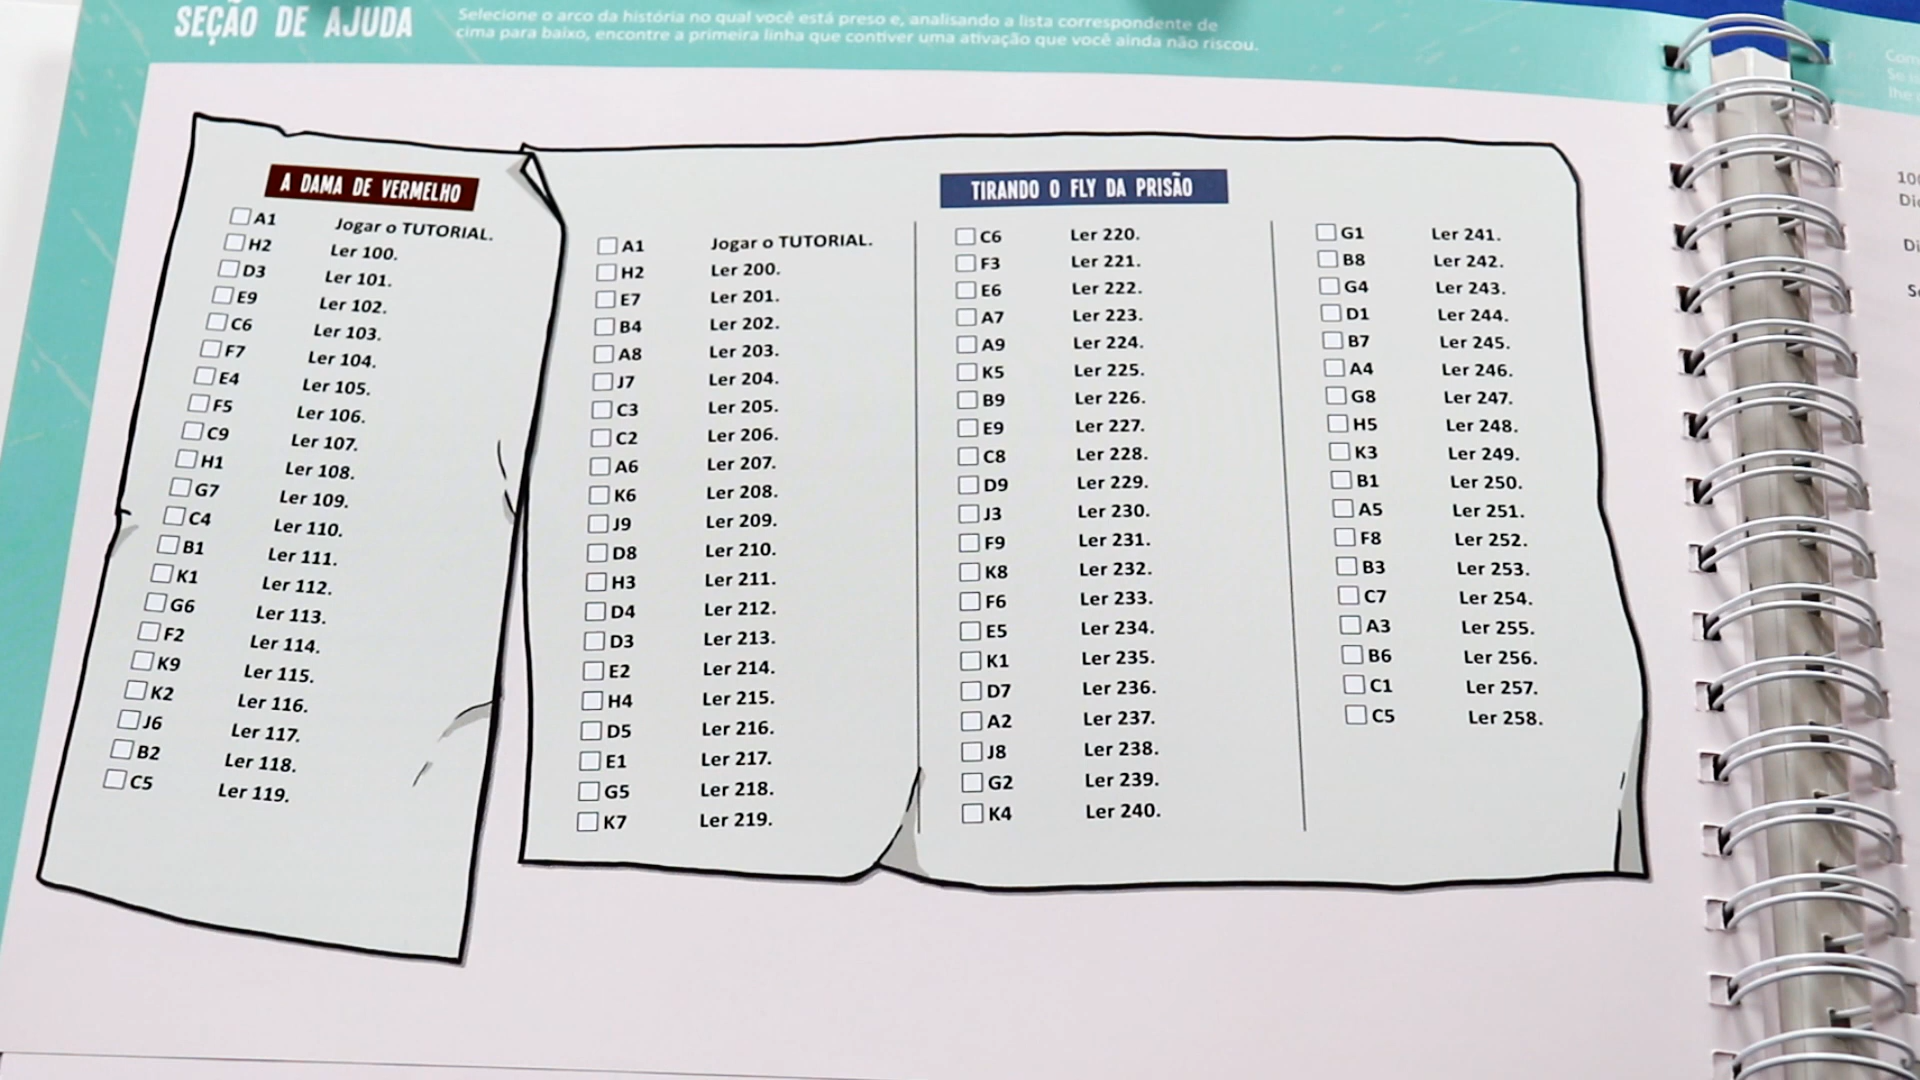 SEÇÃO DE AJUDA
Selecione o arco da história no qual você está preso e, analisando a lista correspondente de
cima para baixo, encontre a primeira linha que contiver uma ativação que você ainda não riscou.
A DAMA DE VERMELHO
A1 Jogar o TUTORIAL.
H2 Ler 100.
D3 Ler 101.
E9 Ler 102.
C6 Ler 103.
F7 Ler 104.
E4 Ler 105.
F5 Ler 106.
C9 Ler 107.
H1 Ler 108.
G7 Ler 109.
C4 Ler 110.
B1 Ler 111.
K1 Ler 112.
G6 Ler 113.
F2 Ler 114.
K9 Ler 115.
K2 Ler 116.
J6 Ler 117.
B2 Ler 118.
C5 Ler 119.
TIRANDO O FLY DA PRISÃO
A1 Jogar o TUTORIAL.
H2 Ler 200.
E7 Ler 201.
B4 Ler 202.
A8 Ler 203.
J7 Ler 204.
C3 Ler 205.
C2 Ler 206.
A6 Ler 207.
K6 Ler 208.
J9 Ler 209.
D8 Ler 210.
H3 Ler 211.
D4 Ler 212.
D3 Ler 213.
E2 Ler 214.
H4 Ler 215.
D5 Ler 216.
E1 Ler 217.
G5 Ler 218.
K7 Ler 219.
C6 Ler 220.
F3 Ler 221.
E6 Ler 222.
A7 Ler 223.
A9 Ler 224.
K5 Ler 225.
B9 Ler 226.
E9 Ler 227.
C8 Ler 228.
D9 Ler 229.
J3 Ler 230.
F9 Ler 231.
K8 Ler 232.
F6 Ler 233.
E5 Ler 234.
K1 Ler 235.
D7 Ler 236.
A2 Ler 237.
J8 Ler 238.
G2 Ler 239.
K4 Ler 240.
G1 Ler 241.
B8 Ler 242.
G4 Ler 243.
D1 Ler 244.
B7 Ler 245.
A4 Ler 246.
G8 Ler 247.
H5 Ler 248.
K3 Ler 249.
B1 Ler 250.
A5 Ler 251.
F8 Ler 252.
B3 Ler 253.
C7 Ler 254.
A3 Ler 255.
B6 Ler 256.
C1 Ler 257.
C5 Ler 258.